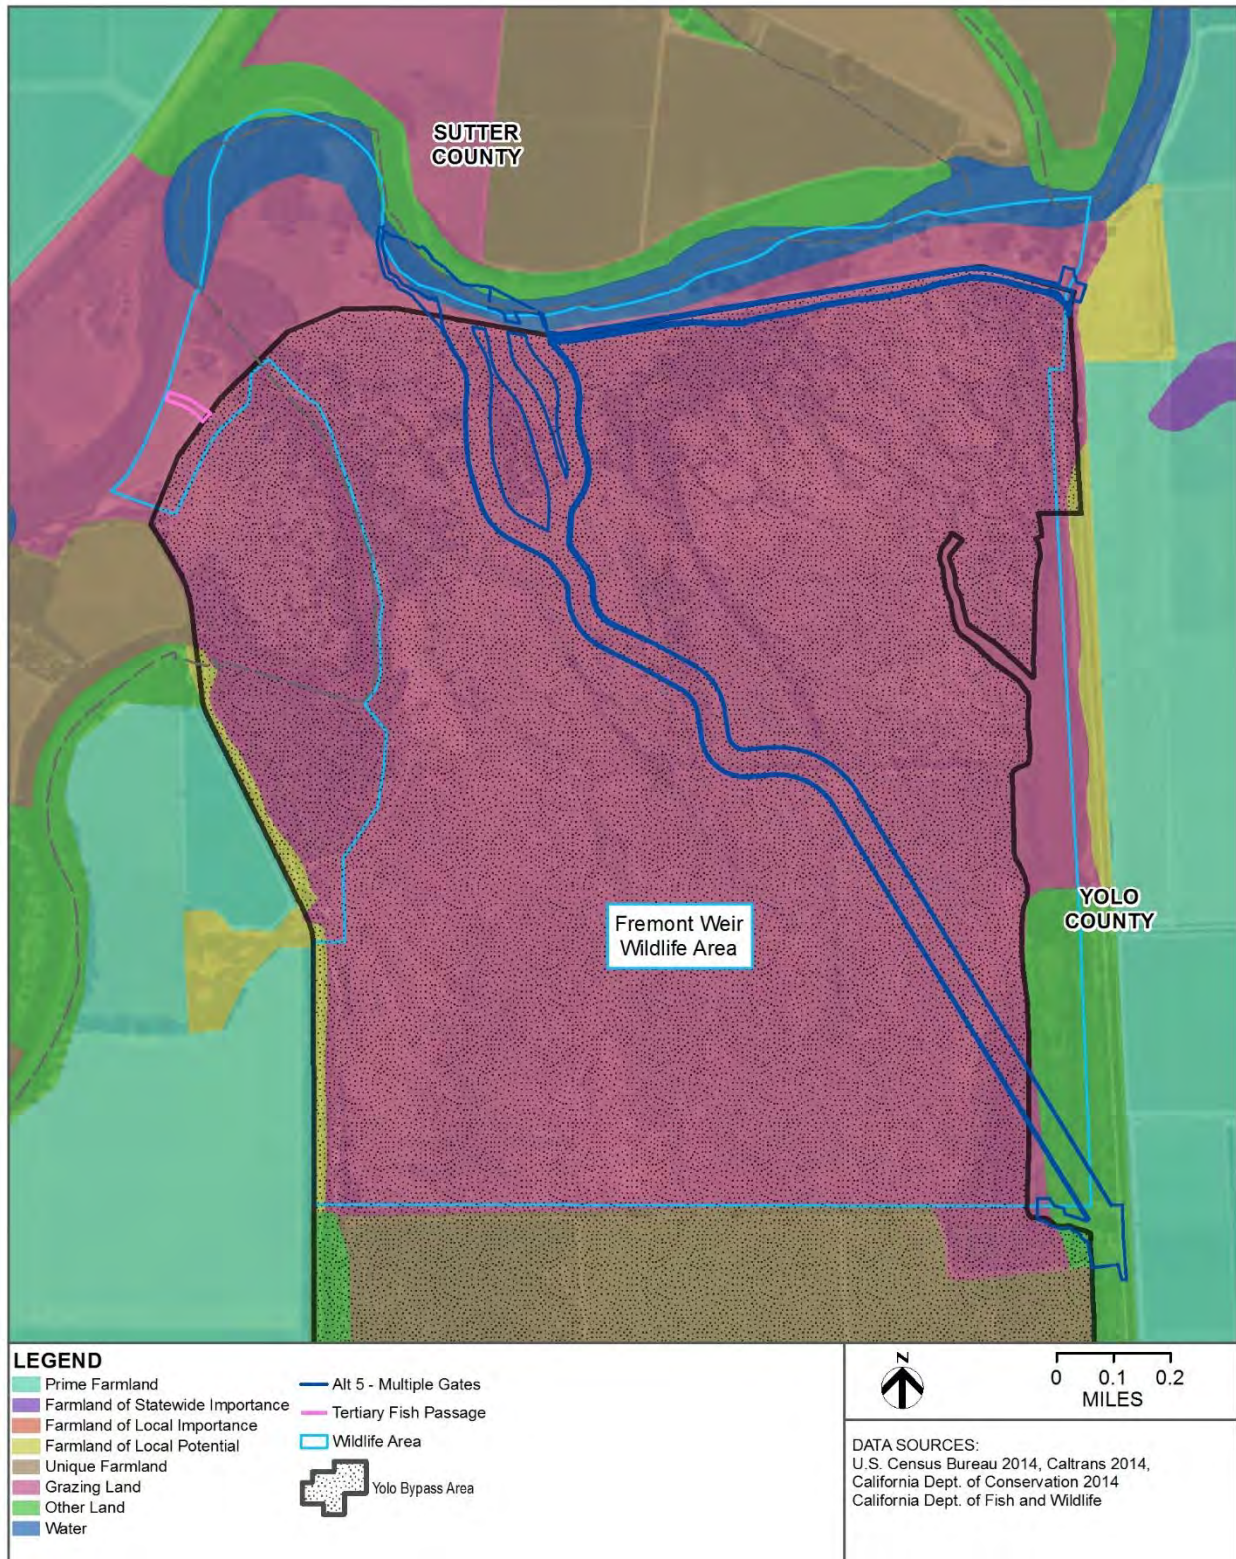 SUTTER
COUNTY
Fremont Weir
Wildlife Area
YOLO
COUNTY
LEGEND
Prime Farmland
Farmland of Statewide Importance
Farmland of Local Importance
Farmland of Local Potential
Unique Farmland
Grazing Land
Other Land
Water
Alt 5 - Multiple Gates
Tertiary Fish Passage
Wildlife Area
Yolo Bypass Area
N
0 0.1 0.2
MILES
DATA SOURCES:
U.S. Census Bureau 2014, Caltrans 2014,
California Dept. of Conservation 2014
California Dept. of Fish and Wildlife